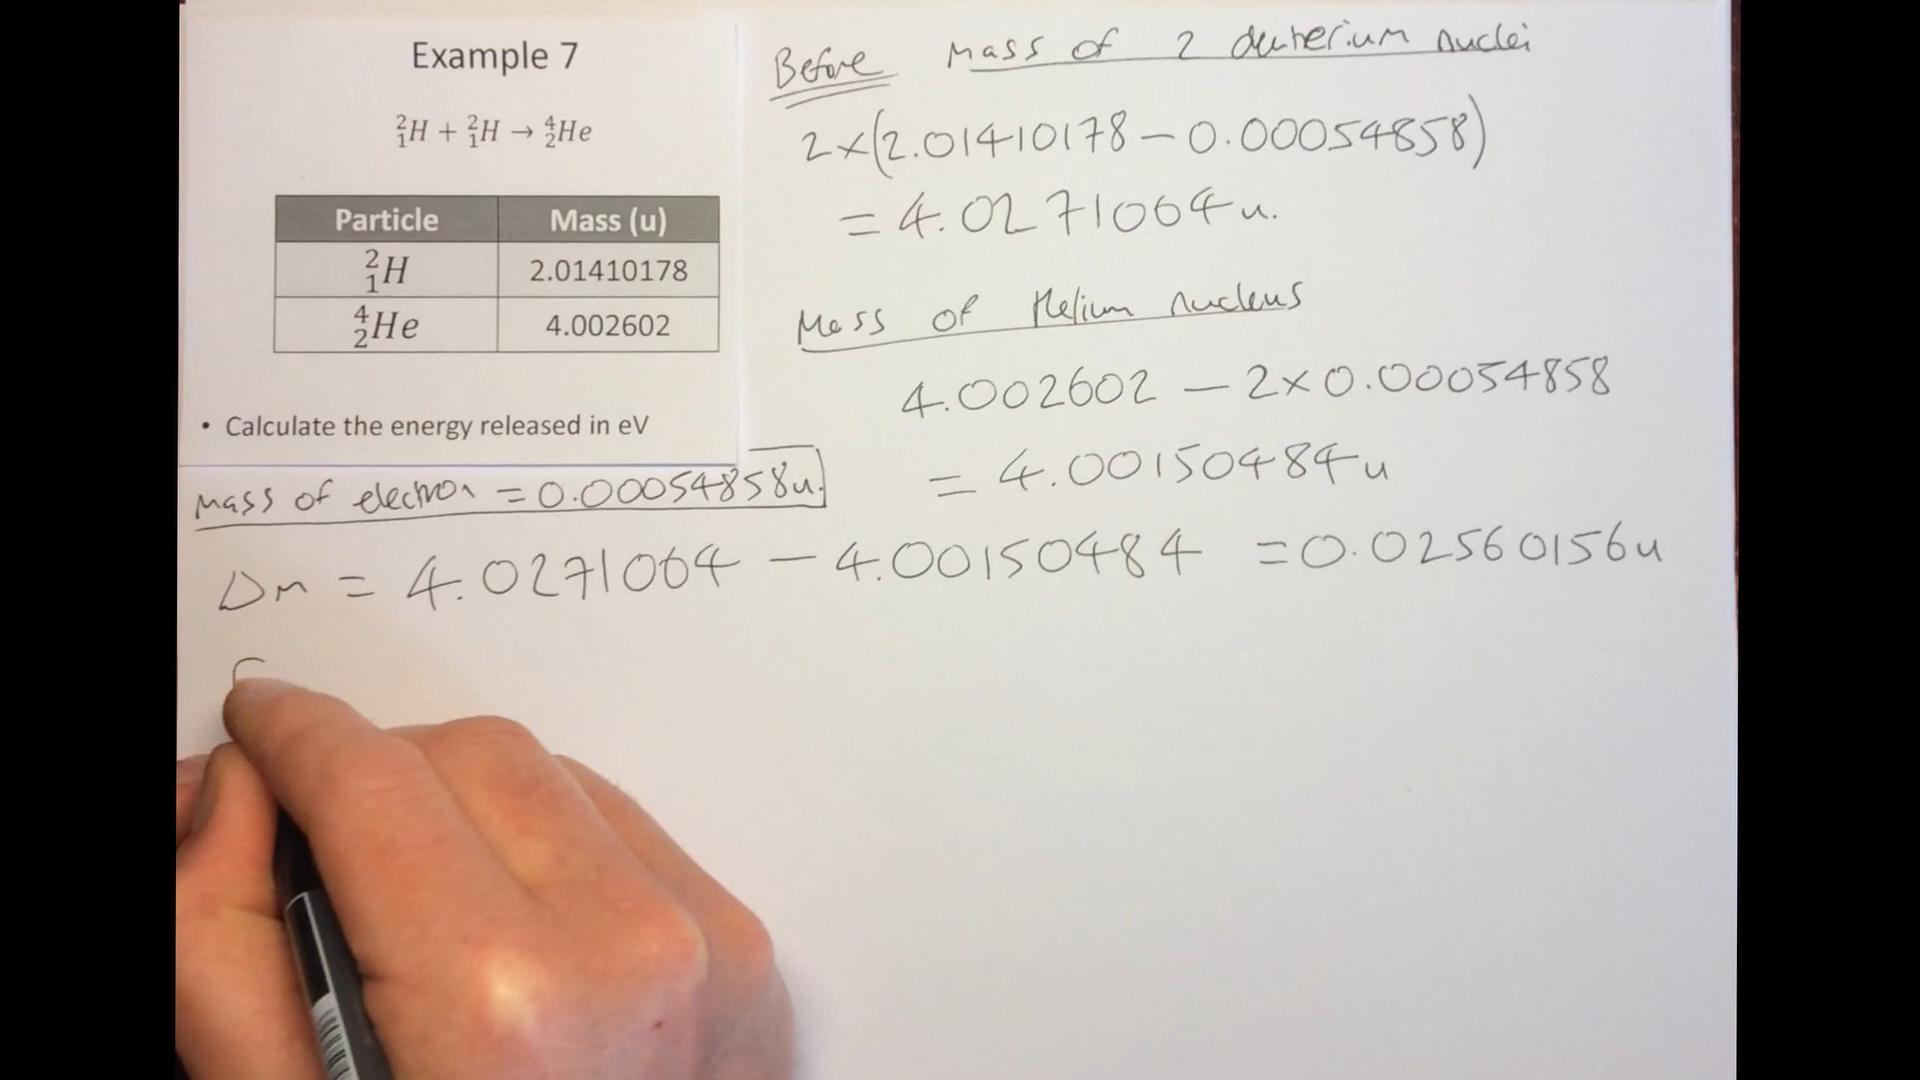 Example 7
²₁H + ²₁H → ⁴₂He
Particle Mass (u)
²₁H 2.01410178
⁴₂He 4.002602
• Calculate the energy released in eV
Mass of electron = 0.00054858u.
Before Mass of 2 deuterium nuclei
2×(2.01410178 − 0.00054858)
= 4.0271064u.
Mass of Helium nucleus
4.002602 − 2×0.00054858
= 4.00150484u
Δm = 4.0271064 − 4.00150484 = 0.02560156u